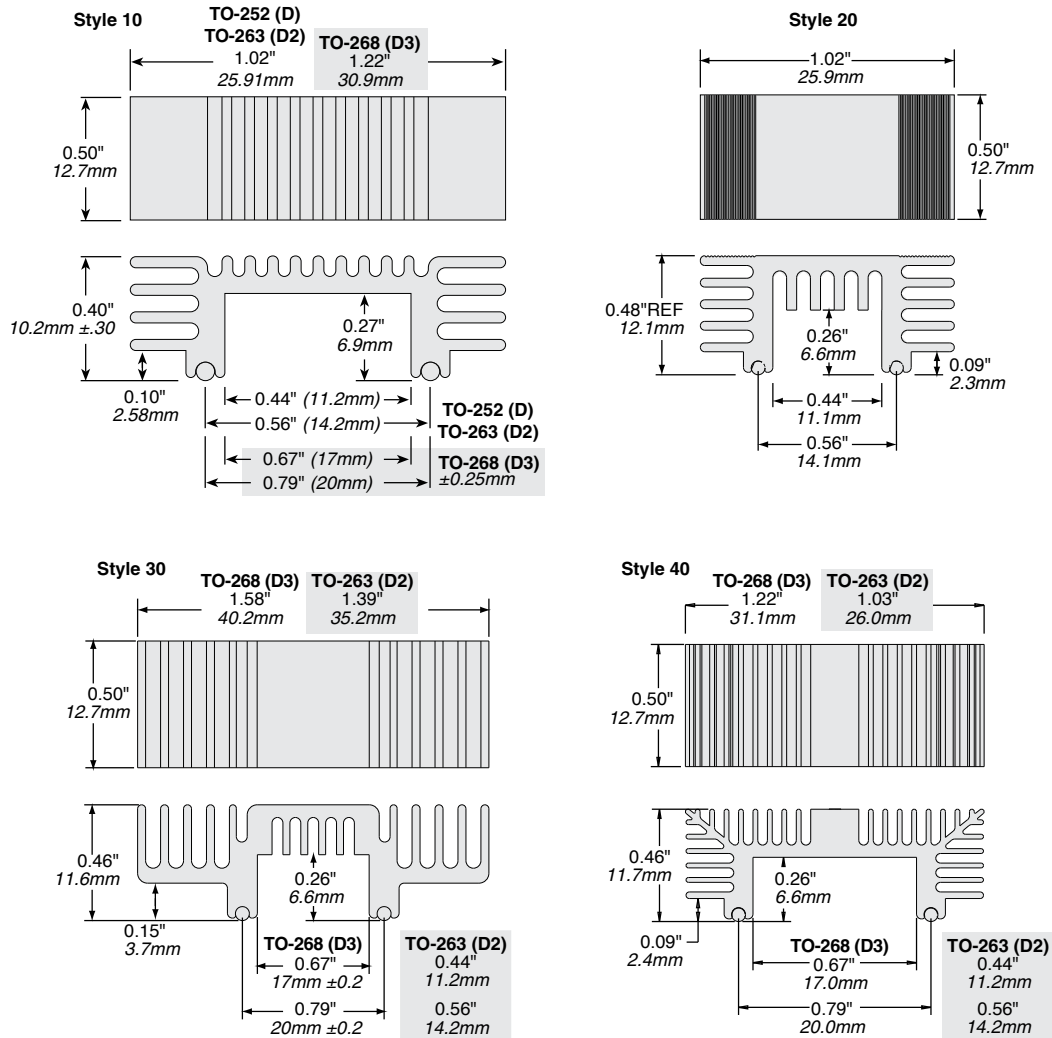 Style 10
TO-252 (D)
TO-263 (D2)
1.02"
25.91mm
TO-268 (D3)
1.22"
30.9mm
0.50"
12.7mm
0.40"
10.2mm ±.30
0.27"
6.9mm
0.10"
2.58mm
0.44" (11.2mm)
0.56" (14.2mm)
TO-252 (D)
TO-263 (D2)
0.67" (17mm)
0.79" (20mm)
TO-268 (D3)
±0.25mm
Style 20
1.02"
25.9mm
0.50"
12.7mm
0.48"REF
12.1mm
0.26"
6.6mm
0.09"
2.3mm
0.44"
11.1mm
0.56"
14.1mm
Style 30
TO-268 (D3)
1.58"
40.2mm
TO-263 (D2)
1.39"
35.2mm
0.50"
12.7mm
0.46"
11.6mm
0.26"
6.6mm
0.15"
3.7mm
TO-268 (D3)
0.67"
17mm ±0.2
0.79"
20mm ±0.2
TO-263 (D2)
0.44"
11.2mm
0.56"
14.2mm
Style 40
TO-268 (D3)
1.22"
31.1mm
TO-263 (D2)
1.03"
26.0mm
0.50"
12.7mm
0.46"
11.7mm
0.26"
6.6mm
0.09"
2.4mm
TO-268 (D3)
0.67"
17.0mm
0.79"
20.0mm
TO-263 (D2)
0.44"
11.2mm
0.56"
14.2mm